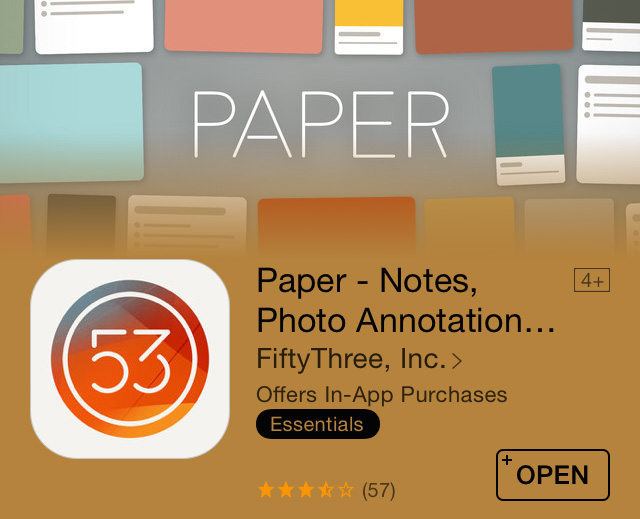 PAPER
53
Paper - Notes,
4+
Photo Annotation...
FiftyThree, Inc. >
Offers In-App Purchases
Essentials
(57)
+ OPEN